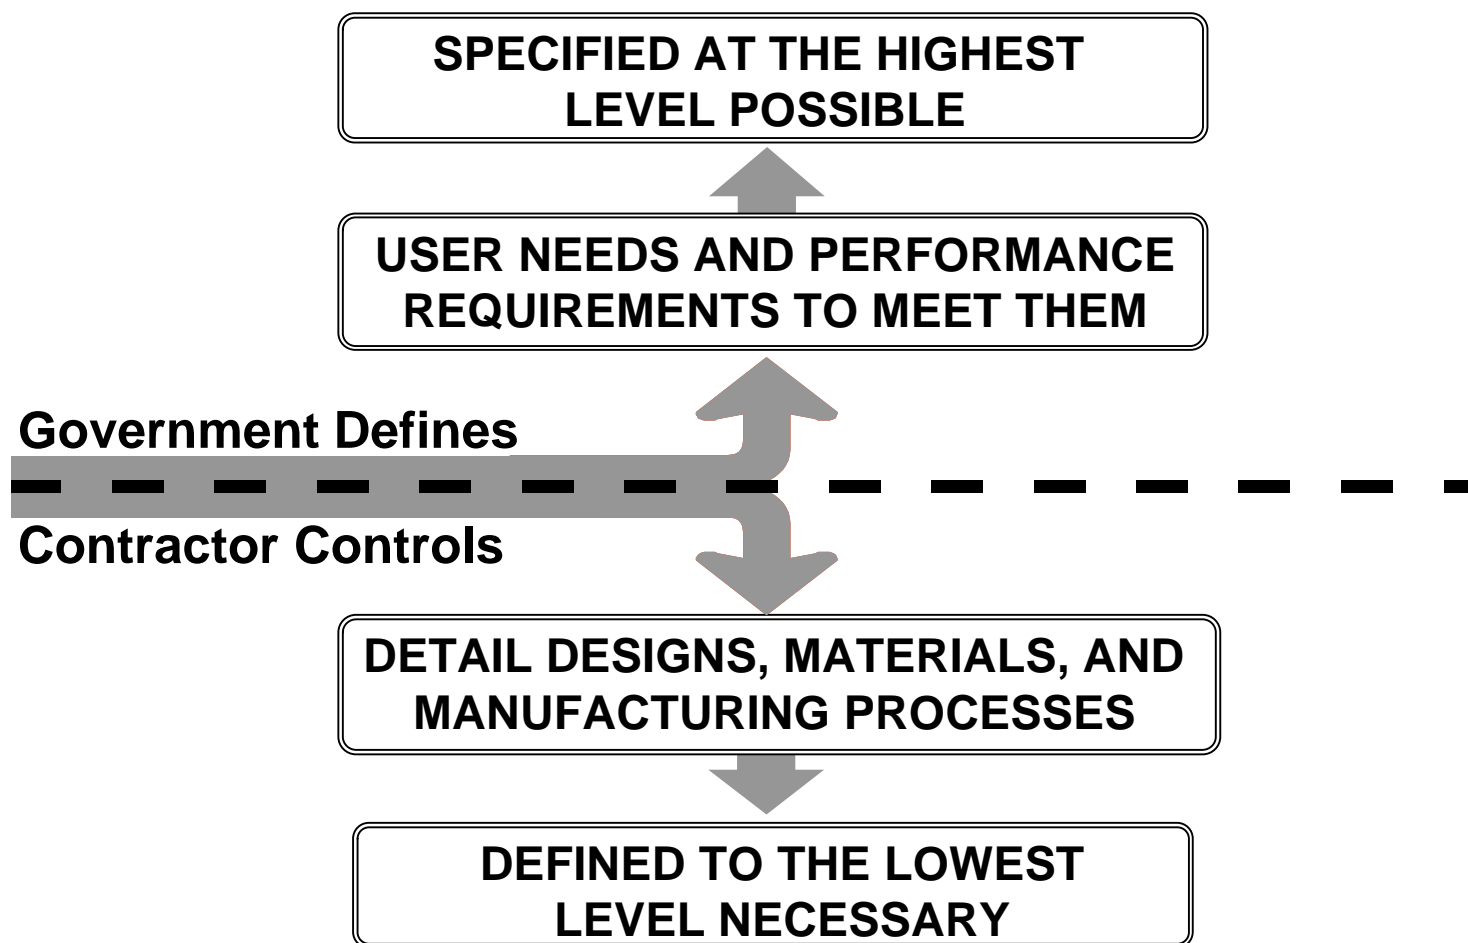 SPECIFIED AT THE HIGHEST
LEVEL POSSIBLE
USER NEEDS AND PERFORMANCE
REQUIREMENTS TO MEET THEM
Government Defines
Contractor Controls
DETAIL DESIGNS, MATERIALS, AND
MANUFACTURING PROCESSES
DEFINED TO THE LOWEST
LEVEL NECESSARY